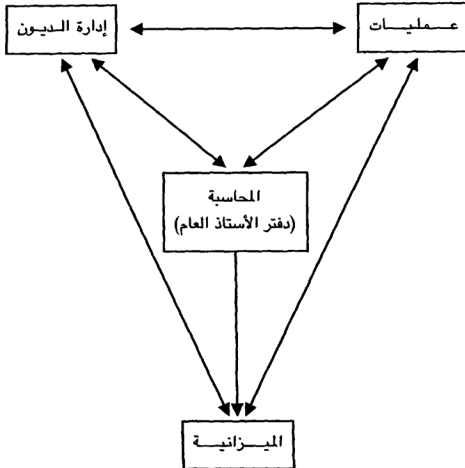 عمليات
إدارة الديون
المحاسبة
(دفتر الأستاذ العام)
الميزانية